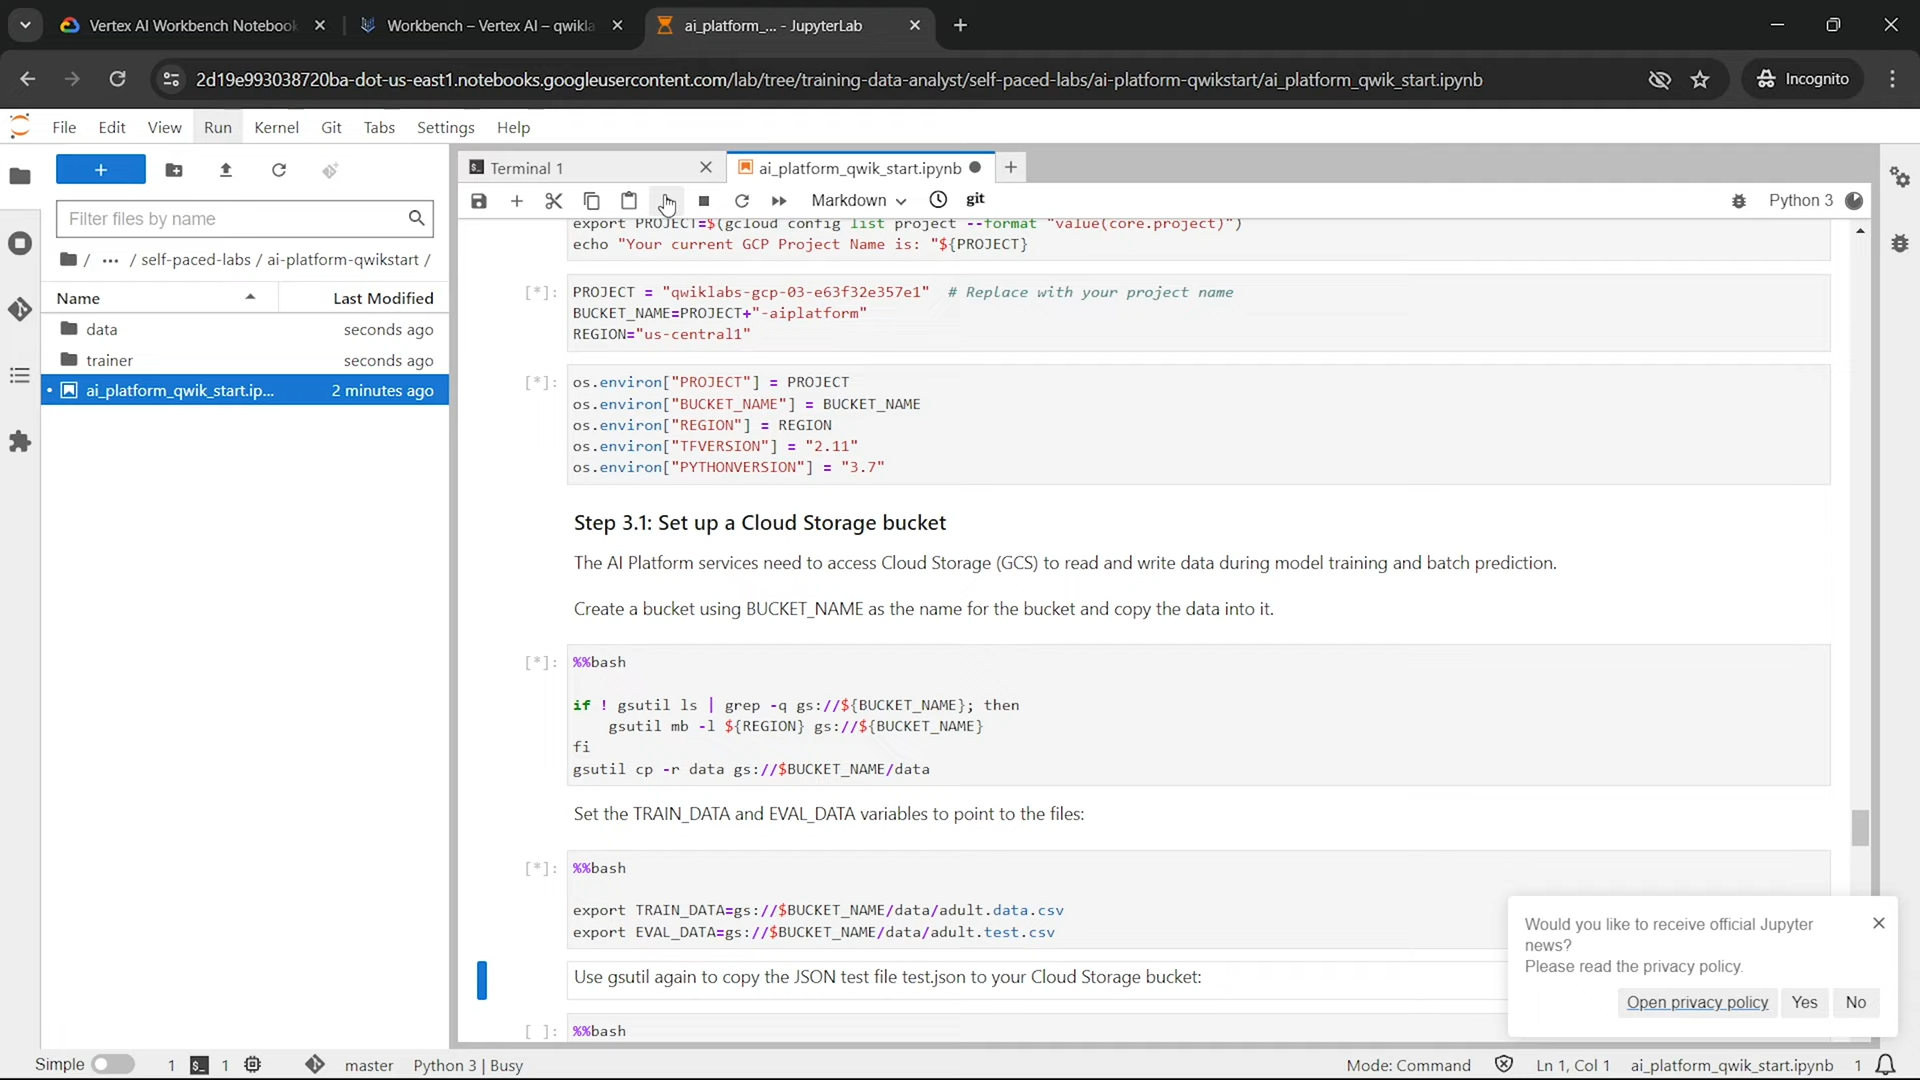 Vertex AI Workbench Notebook
Workbench – Vertex AI – qwikla
ai_platform_... - JupyterLab
2d19e993038720ba-dot-us-east1.notebooks.googleusercontent.com/lab/tree/training-data-analyst/self-paced-labs/ai-platform-qwikstart/ai_platform_qwik_start.ipynb
Incognito
File Edit View Run Kernel Git Tabs Settings Help
Terminal 1
ai_platform_qwik_start.ipynb
Markdown
git
Python 3
Filter files by name
/ ... / self-paced-labs / ai-platform-qwikstart /
Name Last Modified
data seconds ago
trainer seconds ago
ai_platform_qwik_start.ip... 2 minutes ago
export PROJECT=$(gcloud config list project --format "value(core.project)")
echo "Your current GCP Project Name is: "${PROJECT}
[*]: PROJECT = "qwiklabs-gcp-03-e63f32e357e1" # Replace with your project name
BUCKET_NAME=PROJECT+"-aiplatform"
REGION="us-central1"
[*]: os.environ["PROJECT"] = PROJECT
os.environ["BUCKET_NAME"] = BUCKET_NAME
os.environ["REGION"] = REGION
os.environ["TFVERSION"] = "2.11"
os.environ["PYTHONVERSION"] = "3.7"
Step 3.1: Set up a Cloud Storage bucket
The AI Platform services need to access Cloud Storage (GCS) to read and write data during model training and batch prediction.
Create a bucket using BUCKET_NAME as the name for the bucket and copy the data into it.
[*]: %%bash
if ! gsutil ls | grep -q gs://${BUCKET_NAME}; then
gsutil mb -l ${REGION} gs://${BUCKET_NAME}
fi
gsutil cp -r data gs://$BUCKET_NAME/data
Set the TRAIN_DATA and EVAL_DATA variables to point to the files:
[*]: %%bash
export TRAIN_DATA=gs://$BUCKET_NAME/data/adult.data.csv
export EVAL_DATA=gs://$BUCKET_NAME/data/adult.test.csv
Use gsutil again to copy the JSON test file test.json to your Cloud Storage bucket:
[ ]: %%bash
Would you like to receive official Jupyter
news?
Please read the privacy policy.
Open privacy policy Yes No
Simple 1 1 master Python 3 | Busy Mode: Command Ln 1, Col 1 ai_platform_qwik_start.ipynb 1